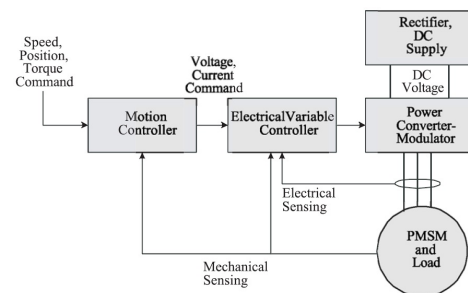 Speed,
Position,
Torque
Command
Voltage,
Current
Command
Rectifier,
DC
Supply
DC
Voltage
Motion
Controller
ElectricalVariable
Controller
Power
Converter-
Modulator
Electrical
Sensing
Mechanical
Sensing
PMSM
and
Load